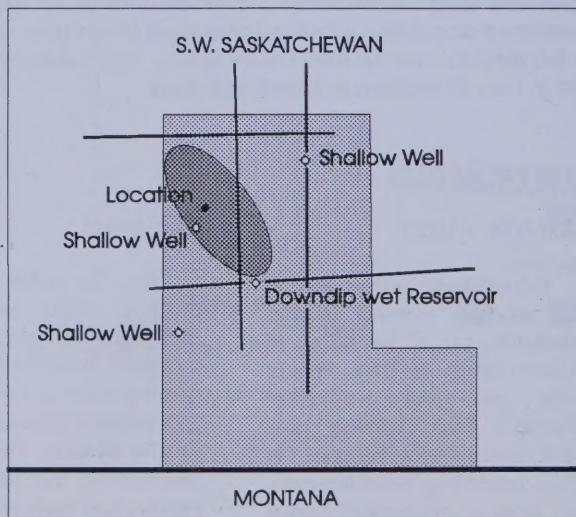 S.W. SASKATCHEWAN
Shallow Well
Location
Shallow Well
Downdip wet Reservoir
Shallow Well
MONTANA